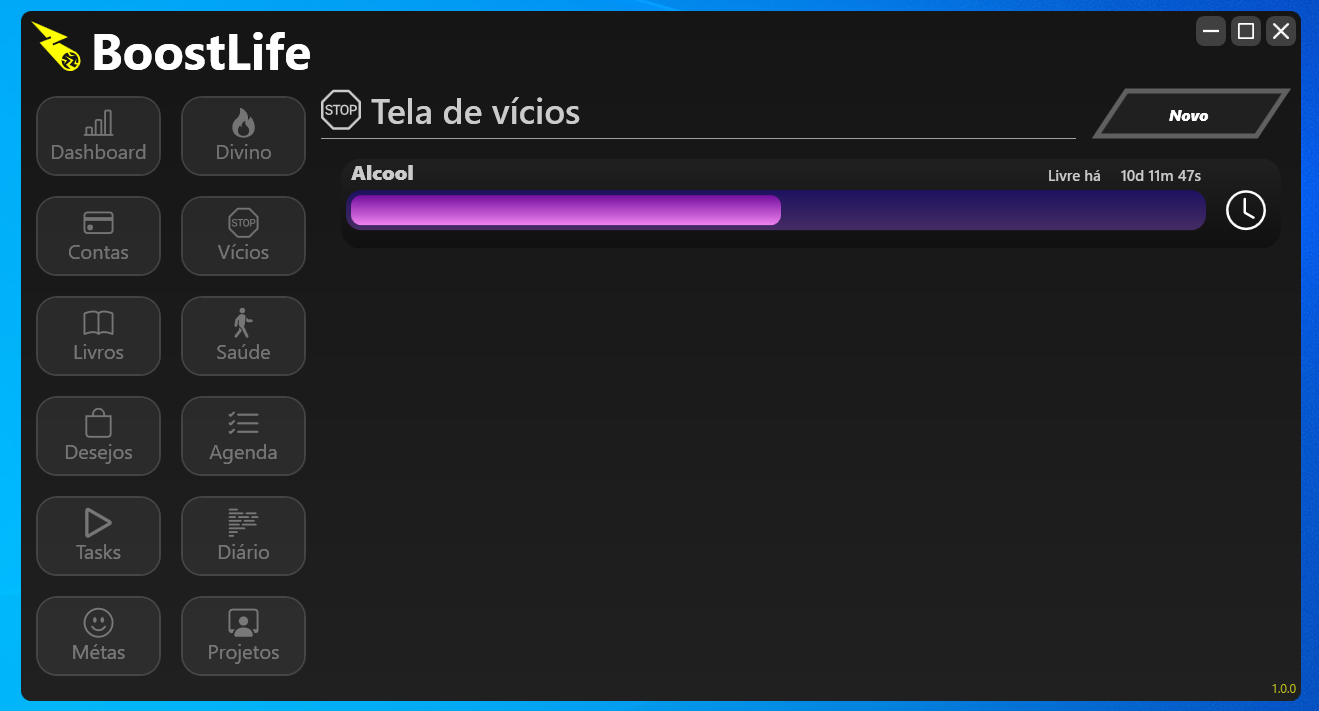 BoostLife
Dashboard
Divino
Contas
STOP
Vícios
Livros
Saúde
Desejos
Agenda
Tasks
Diário
Métas
Projetos
STOP
Tela de vícios
Novo
Alcool
Livre há 10d 11m 47s
1.0.0